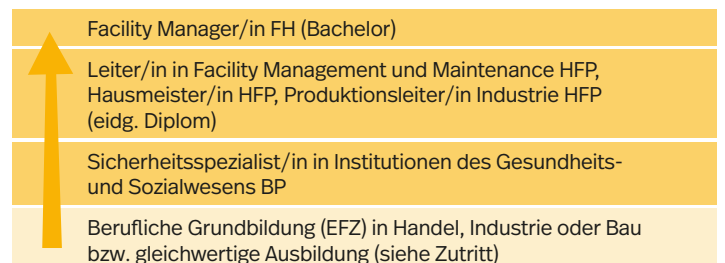 Facility Manager/in FH (Bachelor)
Leiter/in in Facility Management und Maintenance HFP,
Hausmeister/in HFP, Produktionsleiter/in Industrie HFP
(eidg. Diplom)
Sicherheitsspezialist/in in Institutionen des Gesundheits-
und Sozialwesens BP
Berufliche Grundbildung (EFZ) in Handel, Industrie oder Bau
bzw. gleichwertige Ausbildung (siehe Zutritt)